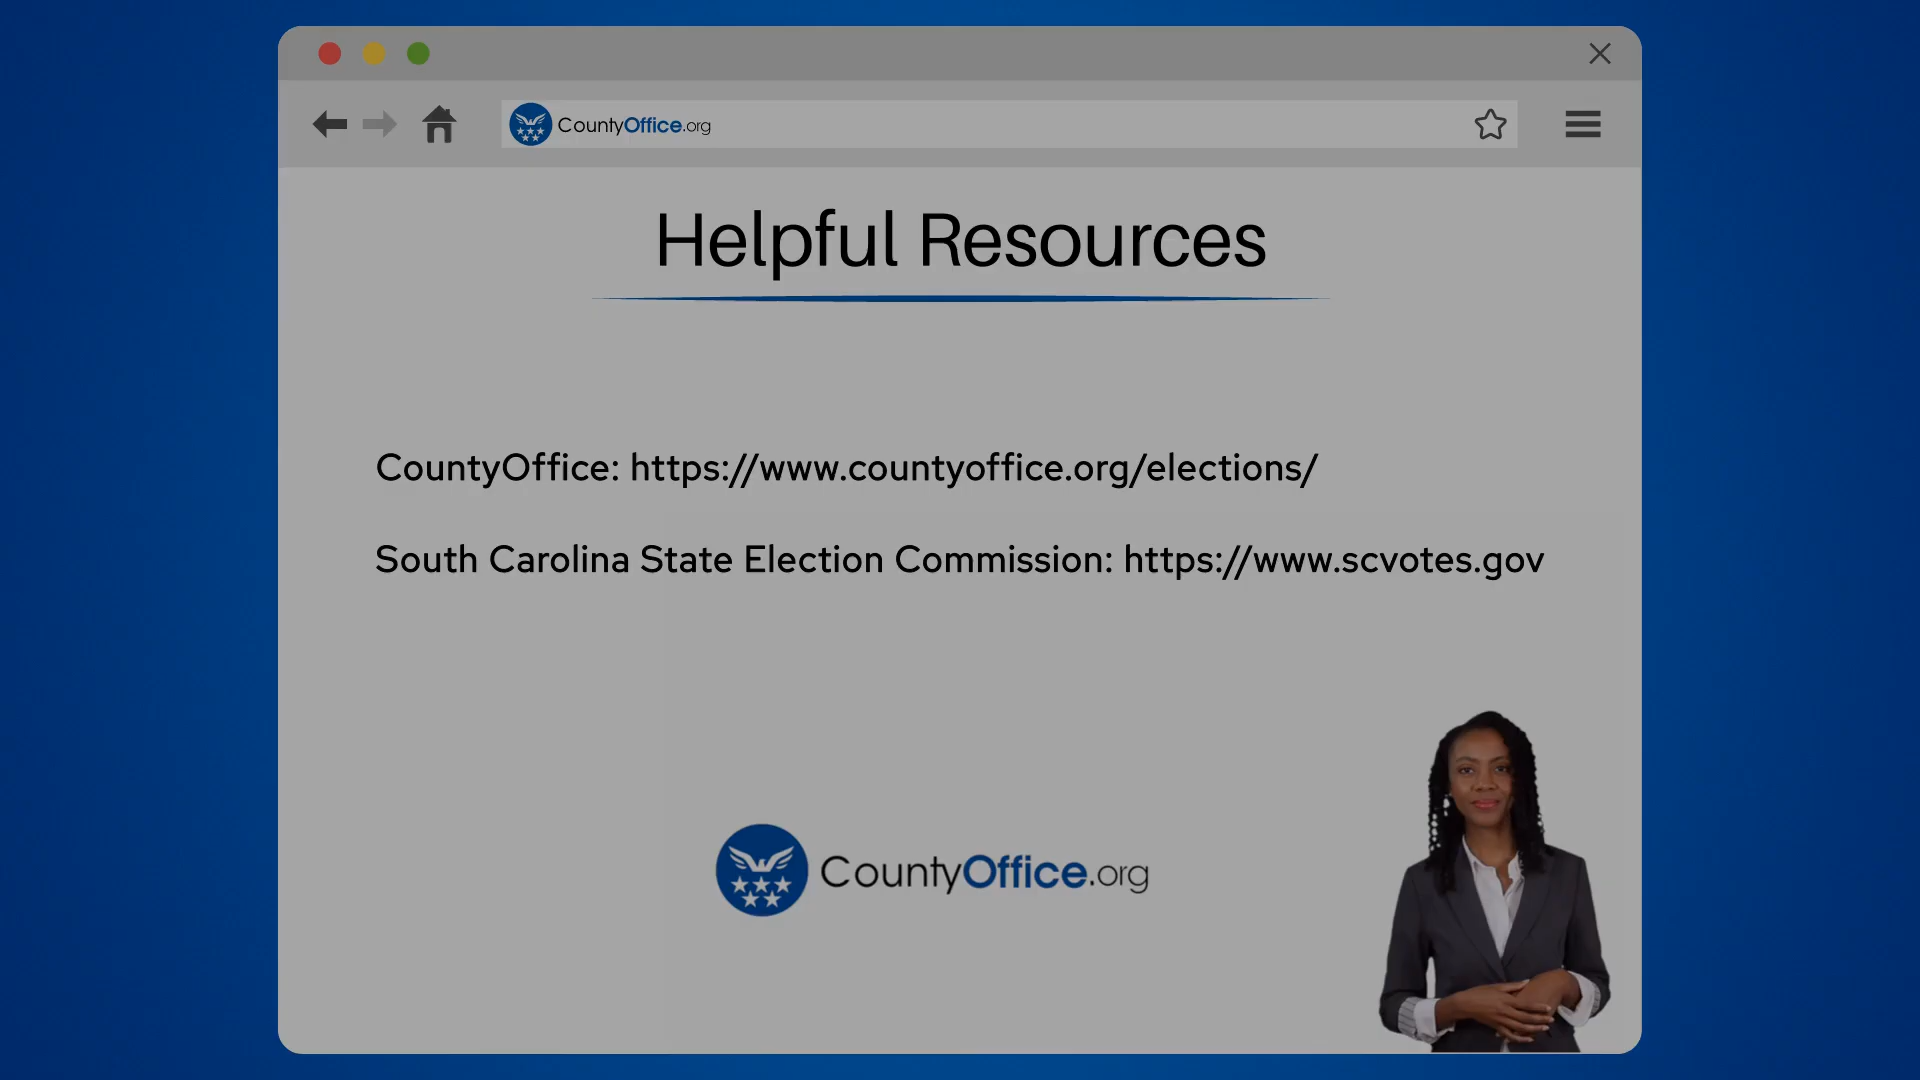 CountyOffice.org
Helpful Resources
CountyOffice: https://www.countyoffice.org/elections/
South Carolina State Election Commission: https://www.scvotes.gov
CountyOffice.org